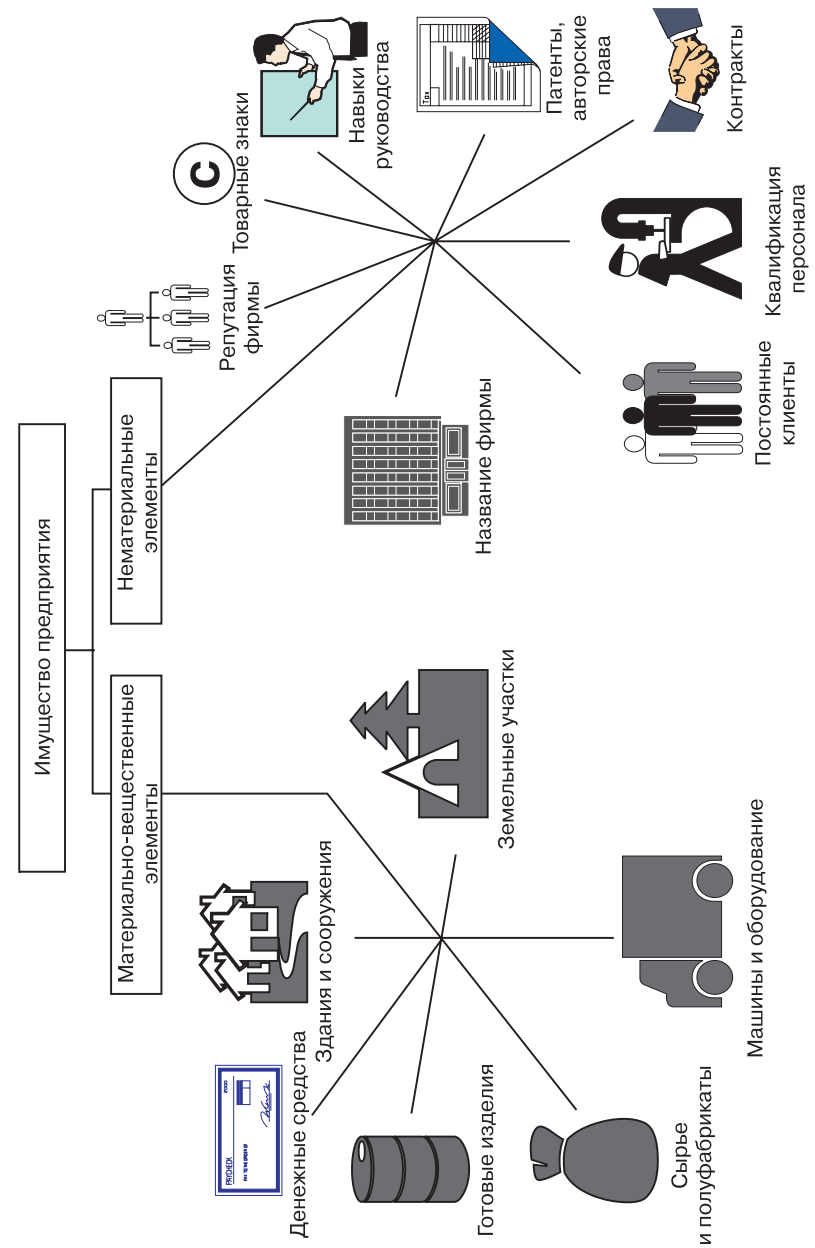 Имущество предприятия
Материально-вещественные
элементы
Нематериальные
элементы
Денежные средства
Здания и сооружения
Готовые изделия
Земельные участки
Сырье
и полуфабрикаты
Машины и оборудование
Репутация
фирмы
Товарные знаки
C
Навыки
руководства
Название фирмы
Патенты,
авторские
права
Постоянные
клиенты
Квалификация
персонала
Контракты
PAYCHECK